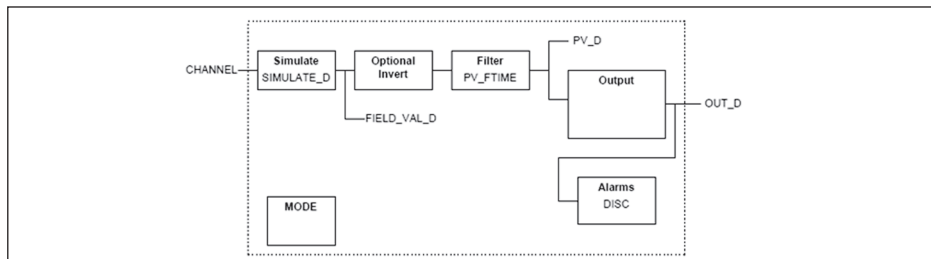 CHANNEL
Simulate
SIMULATE_D
Optional
Invert
Filter
PV_FTIME
PV_D
Output
OUT_D
FIELD_VAL_D
Alarms
DISC
MODE